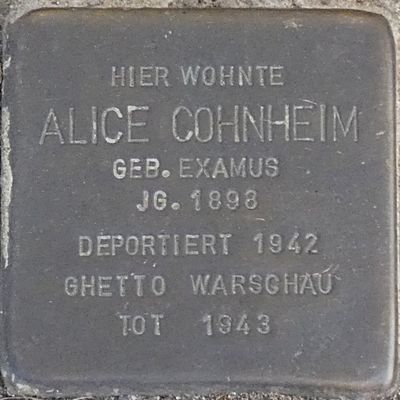 HIER WOHNTE
ALICE COHNHEIM
GEB. EXAMUS
JG. 1898
DEPORTIERT 1942
GHETTO WARSCHAU
TOT 1943